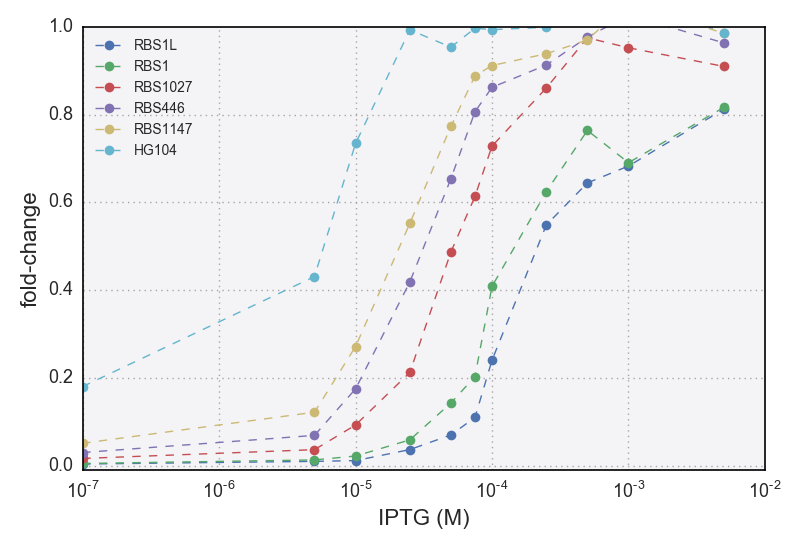 1.0
0.8
0.6
0.4
0.2
0.0
fold-change
RBS1L
RBS1
RBS1027
RBS446
RBS1147
HG104
10⁻⁷ 10⁻⁶ 10⁻⁵ 10⁻⁴ 10⁻³ 10⁻²
IPTG (M)